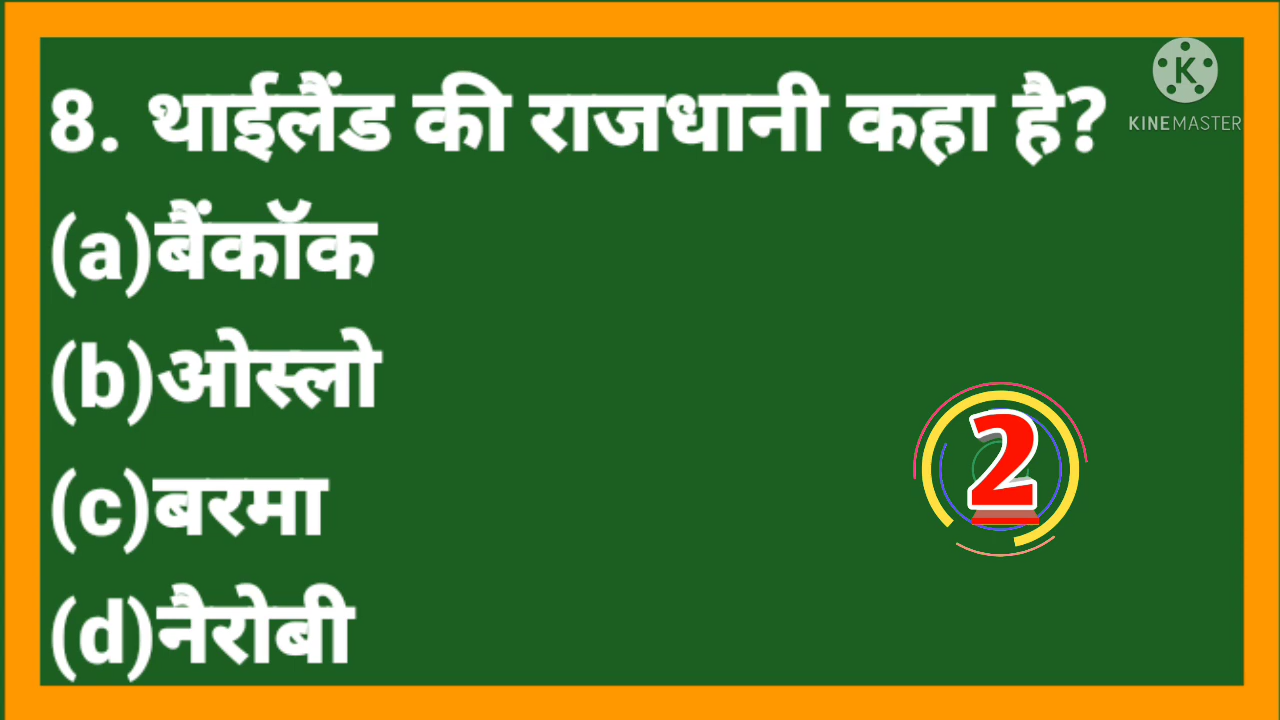 8. थाईलैंड की राजधानी कहा है?
KINEMASTER
(a)बैंकॉक
(b)ओस्लो
(c)बरमा
(d)नैरोबी
2